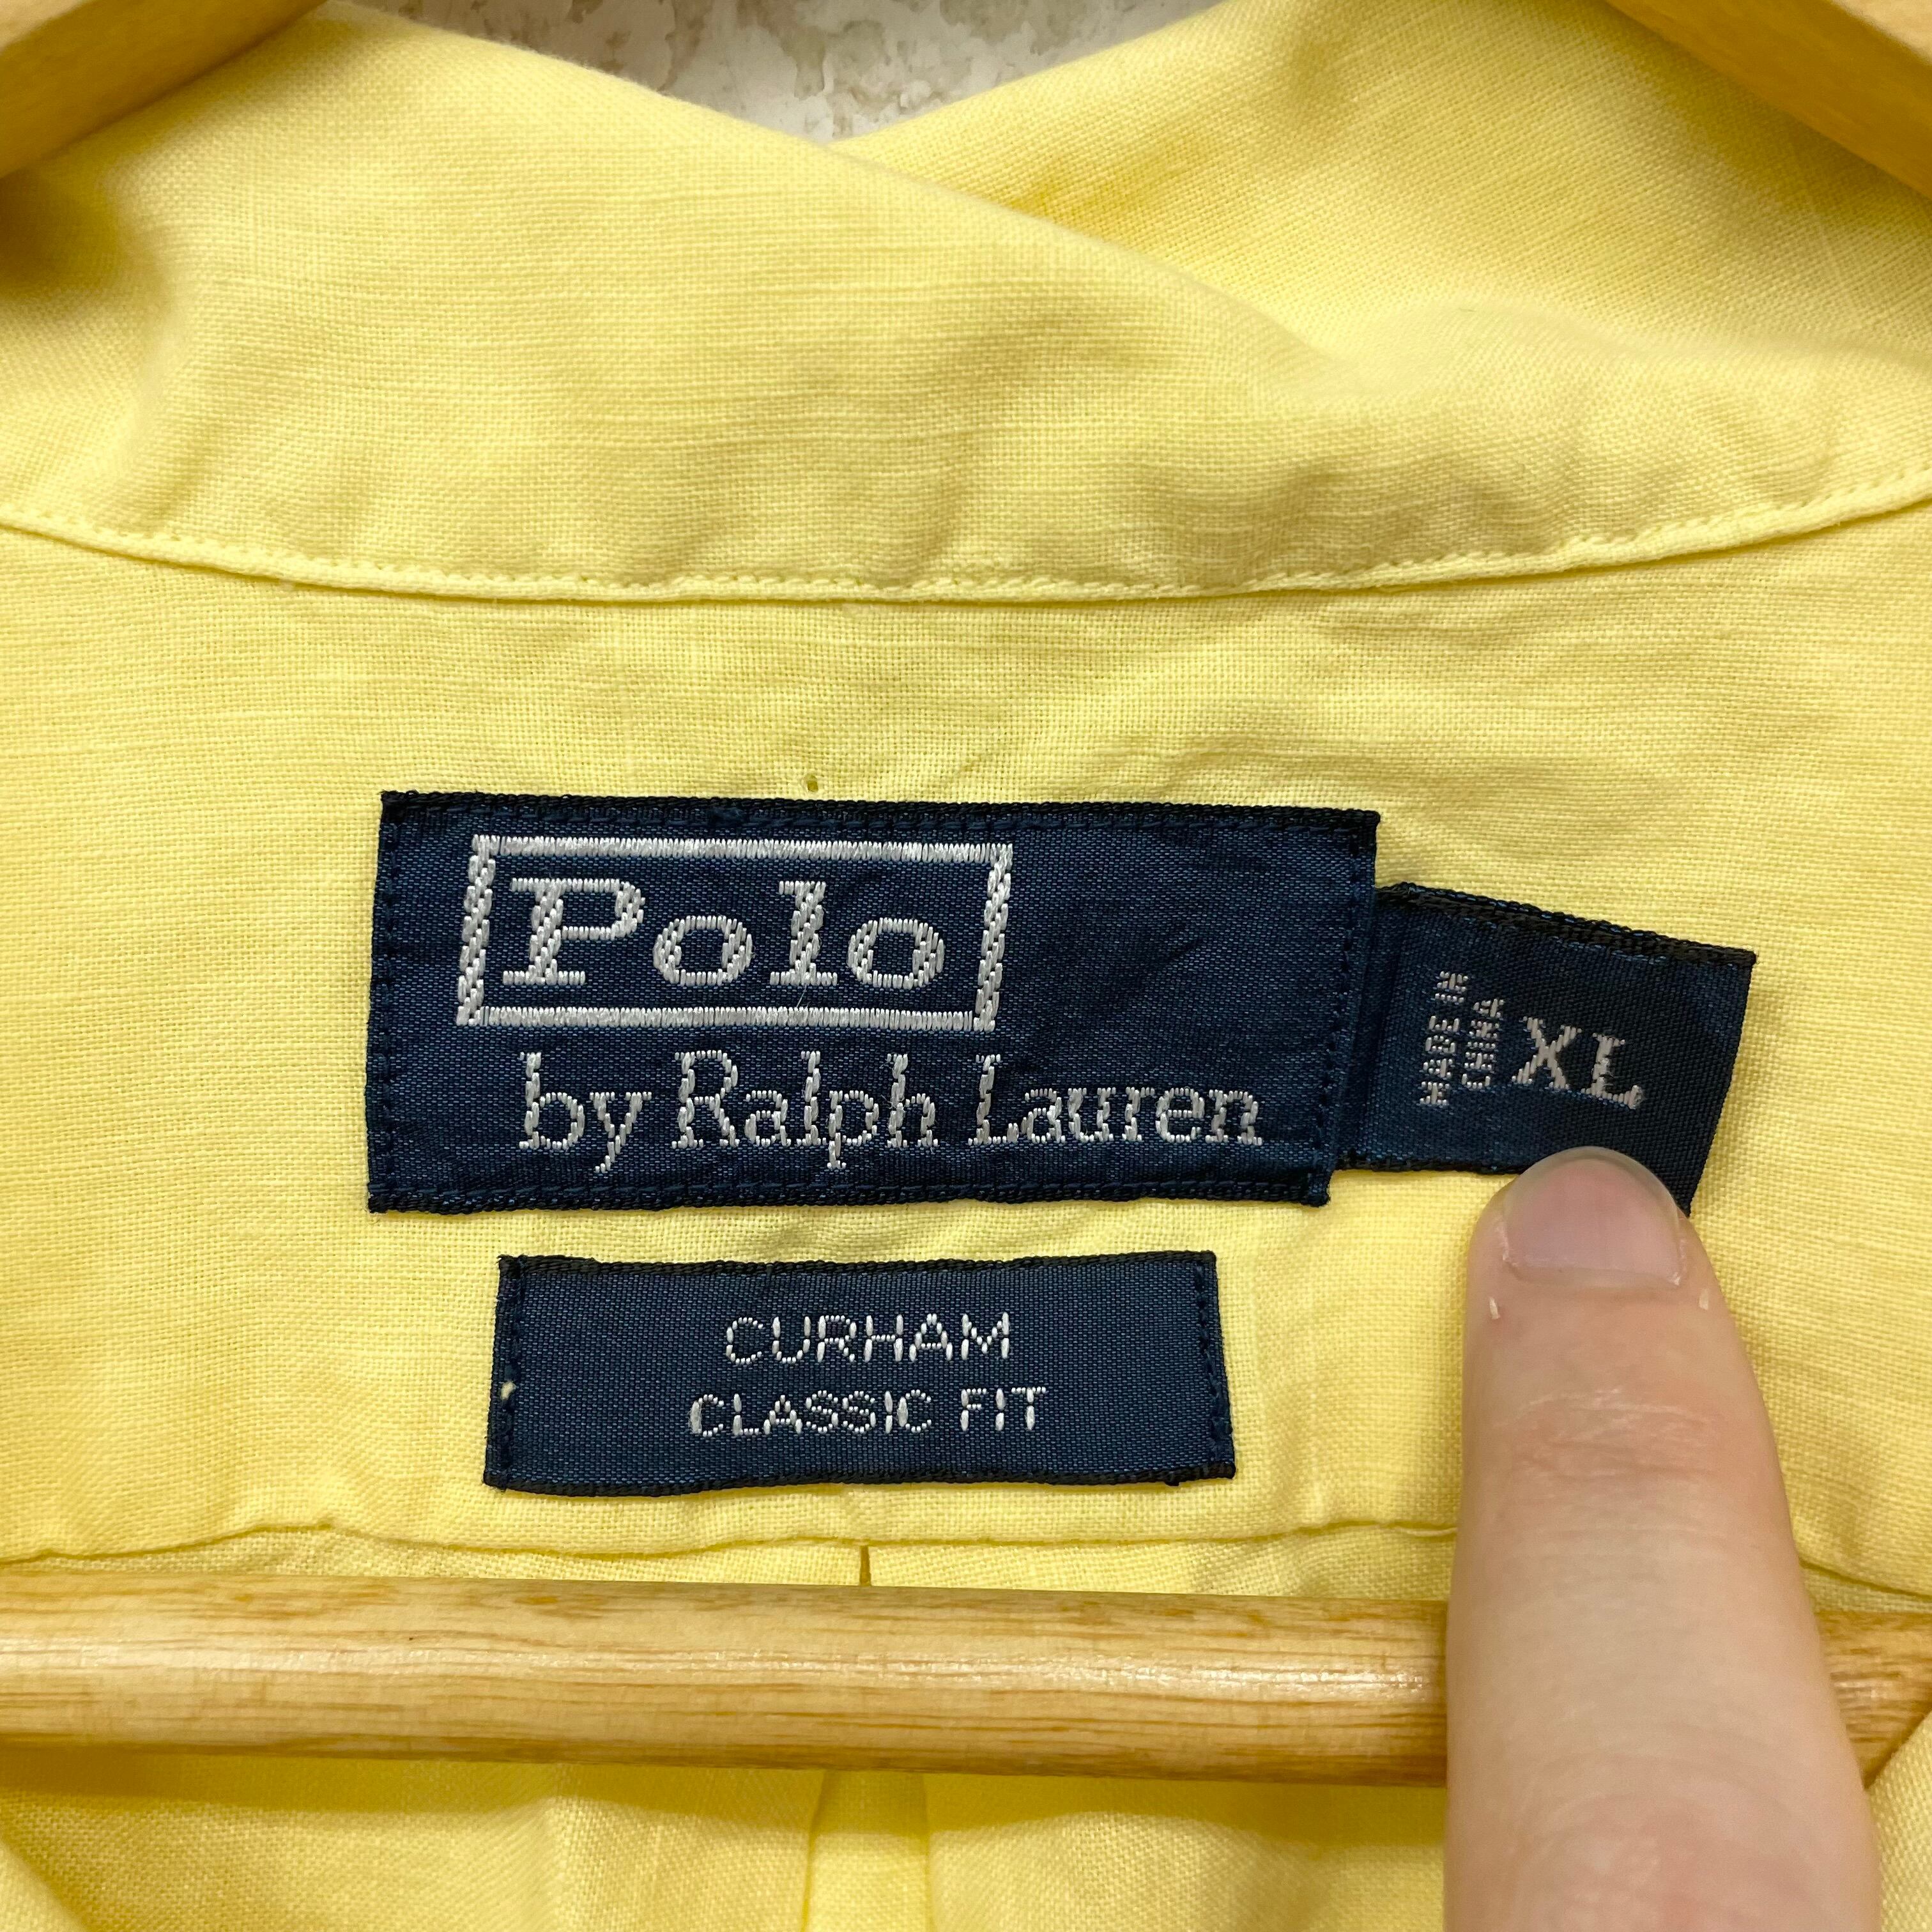 Polo
by Ralph Lauren
MADE IN
CHINA
XL
CURHAM
CLASSIC FIT